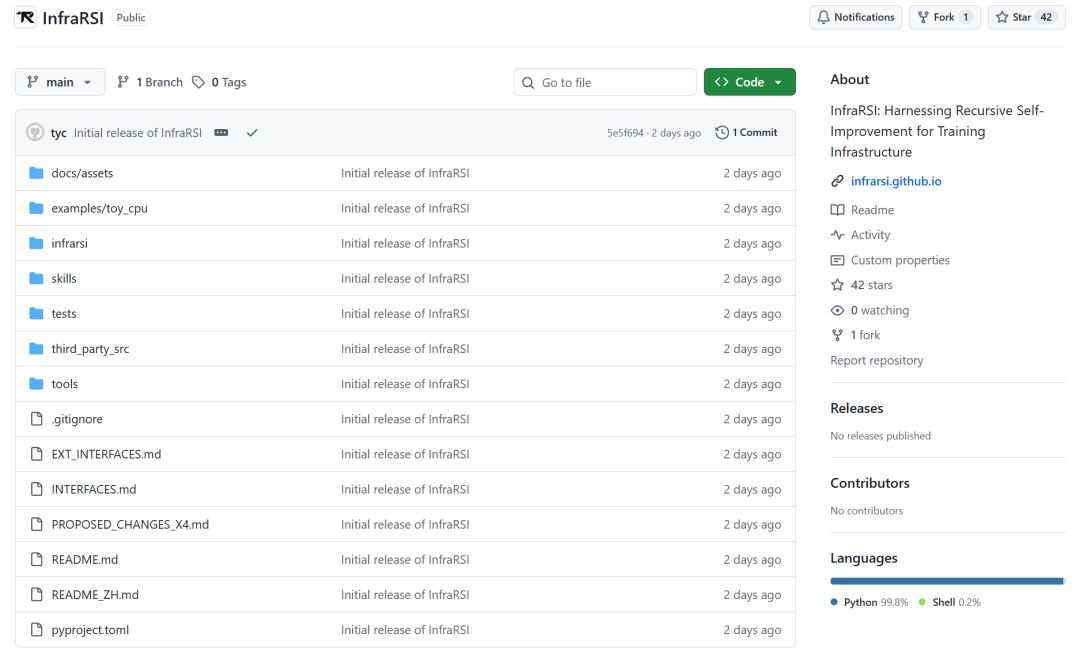 InfraRSI Public Notifications Fork 1 Star 42
main 1 Branch 0 Tags Go to file Code
tyc Initial release of InfraRSI 5e5f694 · 2 days ago 1 Commit
docs/assets Initial release of InfraRSI 2 days ago
examples/toy_cpu Initial release of InfraRSI 2 days ago
infrarsi Initial release of InfraRSI 2 days ago
skills Initial release of InfraRSI 2 days ago
tests Initial release of InfraRSI 2 days ago
third_party_src Initial release of InfraRSI 2 days ago
tools Initial release of InfraRSI 2 days ago
.gitignore Initial release of InfraRSI 2 days ago
EXT_INTERFACES.md Initial release of InfraRSI 2 days ago
INTERFACES.md Initial release of InfraRSI 2 days ago
PROPOSED_CHANGES_X4.md Initial release of InfraRSI 2 days ago
README.md Initial release of InfraRSI 2 days ago
README_ZH.md Initial release of InfraRSI 2 days ago
pyproject.toml Initial release of InfraRSI 2 days ago
About
InfraRSI: Harnessing Recursive Self-
Improvement for Training
Infrastructure
infrarsi.github.io
Readme
Activity
Custom properties
42 stars
0 watching
1 fork
Report repository
Releases
No releases published
Contributors
No contributors
Languages
Python 99.8% Shell 0.2%